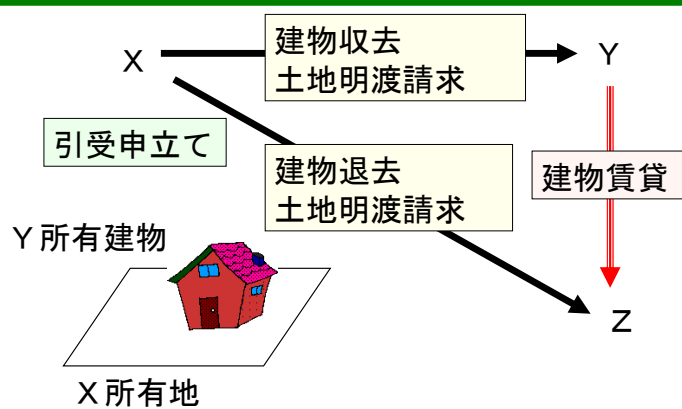 建物収去
土地明渡請求
X
Y
引受申立て
建物退去
土地明渡請求
建物賃貸
Y所有建物
Z
X所有地